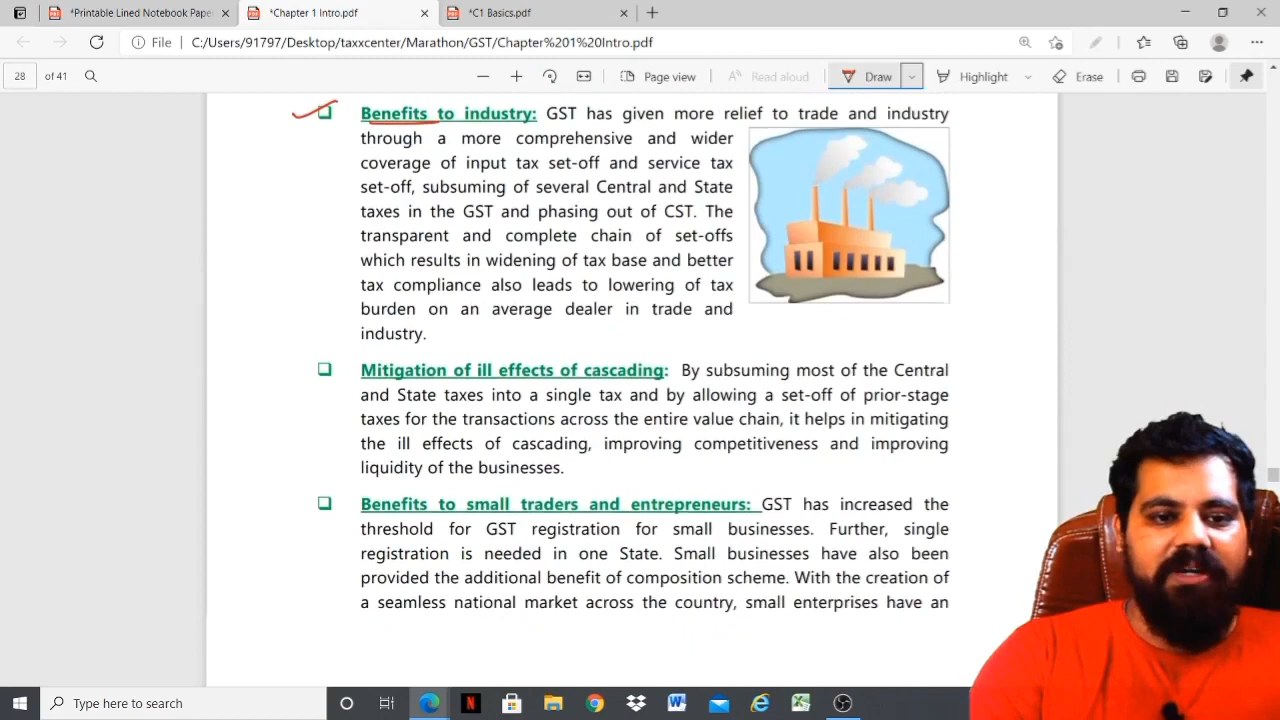 *Printable Lined Notebook Pape
*Chapter 1 Intro.pdf
*C1 Basics.pdf
File
C:/Users/91797/Desktop/taxxcenter/Marathon/GST/Chapter%201%20Intro.pdf
28 of 41
Page view
Read aloud
Draw
Highlight
Erase
Benefits to industry: GST has given more relief to trade and industry
through a more comprehensive and wider
coverage of input tax set-off and service tax
set-off, subsuming of several Central and State
taxes in the GST and phasing out of CST. The
transparent and complete chain of set-offs
which results in widening of tax base and better
tax compliance also leads to lowering of tax
burden on an average dealer in trade and
industry.
Mitigation of ill effects of cascading: By subsuming most of the Central
and State taxes into a single tax and by allowing a set-off of prior-stage
taxes for the transactions across the entire value chain, it helps in mitigating
the ill effects of cascading, improving competitiveness and improving
liquidity of the businesses.
Benefits to small traders and entrepreneurs: GST has increased the
threshold for GST registration for small businesses. Further, single
registration is needed in one State. Small businesses have also been
provided the additional benefit of composition scheme. With the creation of
a seamless national market across the country, small enterprises have an
Type here to search